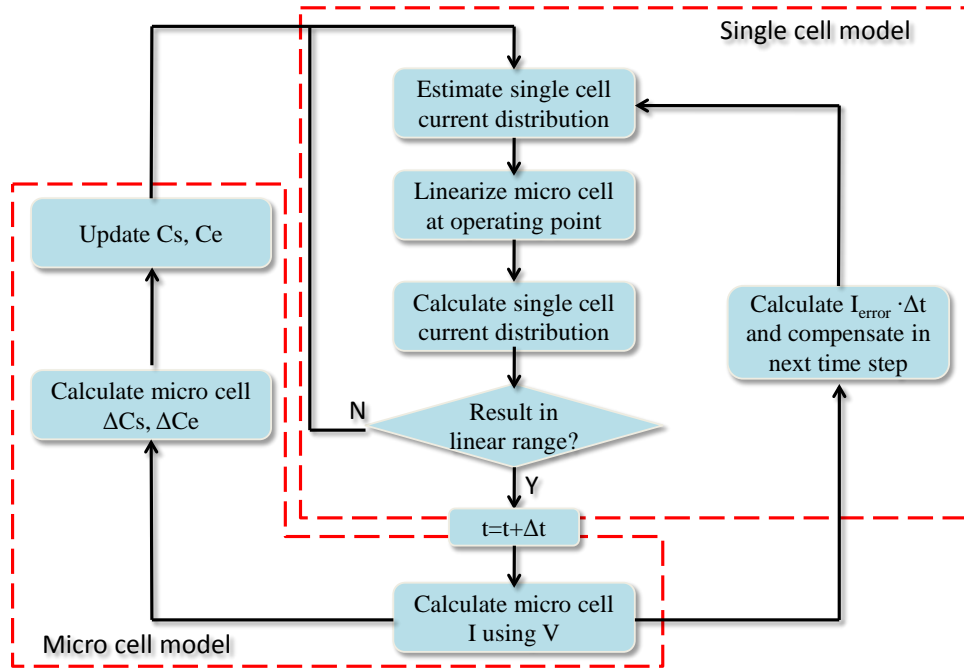 Single cell model
Estimate single cell
current distribution
Linearize micro cell
at operating point
Update Cs, Ce
Calculate single cell
current distribution
Calculate I_error ·Δt
and compensate in
next time step
Calculate micro cell
ΔCs, ΔCe
N
Result in
linear range?
Y
t=t+Δt
Calculate micro cell
I using V
Micro cell model